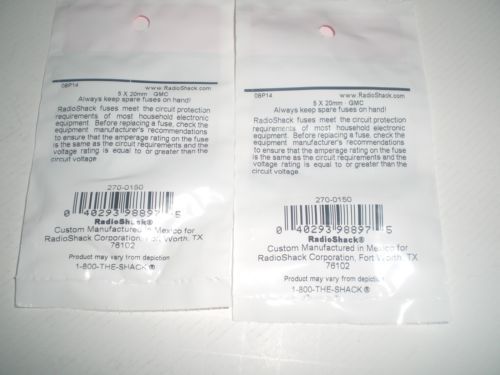 08P14 www.RadioShack.com
5 X 20mm GMC
Always keep spare fuses on hand!
RadioShack fuses meet the circuit protection
requirements of most household electronic
equipment. Before replacing a fuse, check the
equipment manufacturer's recommendations
to ensure that the amperage rating on the fuse
is the same as the circuit requirements and the
voltage rating is equal to or greater than the
circuit voltage.
270-0150
0 40293 98897 5
RadioShack®
Custom Manufactured in Mexico for
RadioShack Corporation, Fort Worth, TX
76102
Product may vary from depiction
1-800-THE-SHACK®
08P14 www.RadioShack.com
5 X 20mm GMC
Always keep spare fuses on hand!
RadioShack fuses meet the circuit protection
requirements of most household electronic
equipment. Before replacing a fuse, check the
equipment manufacturer's recommendations
to ensure that the amperage rating on the fuse
is the same as the circuit requirements and the
voltage rating is equal to or greater than the
circuit voltage.
270-0150
0 40293 98897 5
RadioShack®
Custom Manufactured in Mexico for
RadioShack Corporation, Fort Worth, TX
76102
Product may vary from depiction
1-800-THE-SHACK®